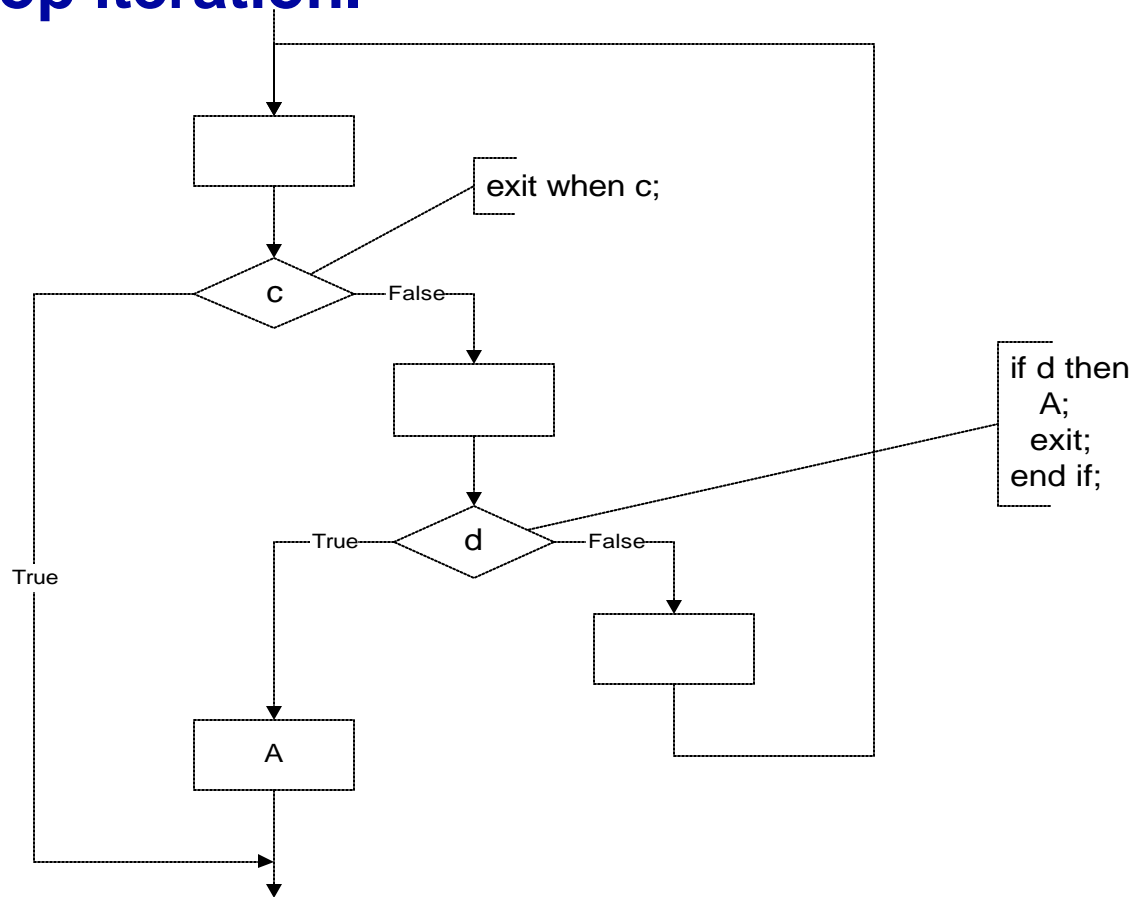 op Iteration.
exit when c;
c
False
if d then
A;
exit;
end if;
True
d
False
True
A